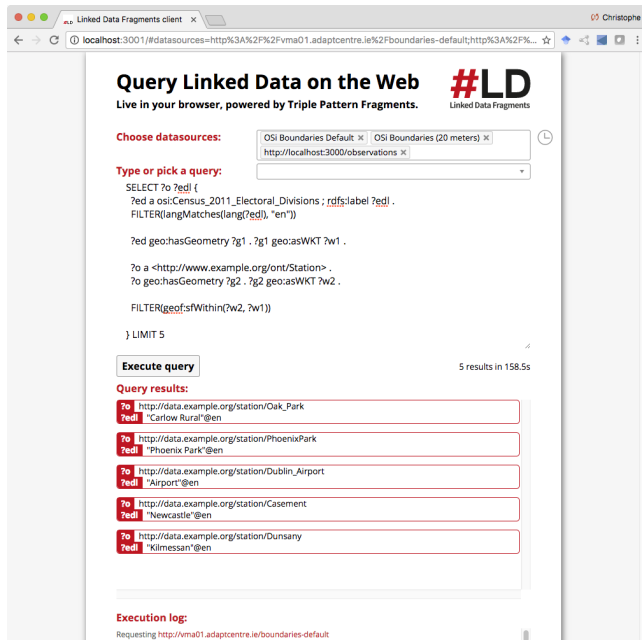 #LD Linked Data Fragments client ×
Christophe
localhost:3001/#datasources=http%3A%2F%2Fvma01.adaptcentre.ie%2Fboundaries-default;http%3A%2F%...
Query Linked Data on the Web
Live in your browser, powered by Triple Pattern Fragments.
#LD
Linked Data Fragments
Choose datasources:
OSi Boundaries Default × OSi Boundaries (20 meters) ×
http://localhost:3000/observations ×
Type or pick a query:
SELECT ?o ?edl {
?ed a osi:Census_2011_Electoral_Divisions ; rdfs:label ?edl .
FILTER(langMatches(lang(?edl), "en"))
?ed geo:hasGeometry ?g1 . ?g1 geo:asWKT ?w1 .
?o a <http://www.example.org/ont/Station> .
?o geo:hasGeometry ?g2 . ?g2 geo:asWKT ?w2 .
FILTER(geof:sfWithin(?w2, ?w1))
} LIMIT 5
Execute query
5 results in 158.5s
Query results:
?o http://data.example.org/station/Oak_Park
?edl "Carlow Rural"@en
?o http://data.example.org/station/PhoenixPark
?edl "Phoenix Park"@en
?o http://data.example.org/station/Dublin_Airport
?edl "Airport"@en
?o http://data.example.org/station/Casement
?edl "Newcastle"@en
?o http://data.example.org/station/Dunsany
?edl "Kilmessan"@en
Execution log:
Requesting http://vma01.adaptcentre.ie/boundaries-default